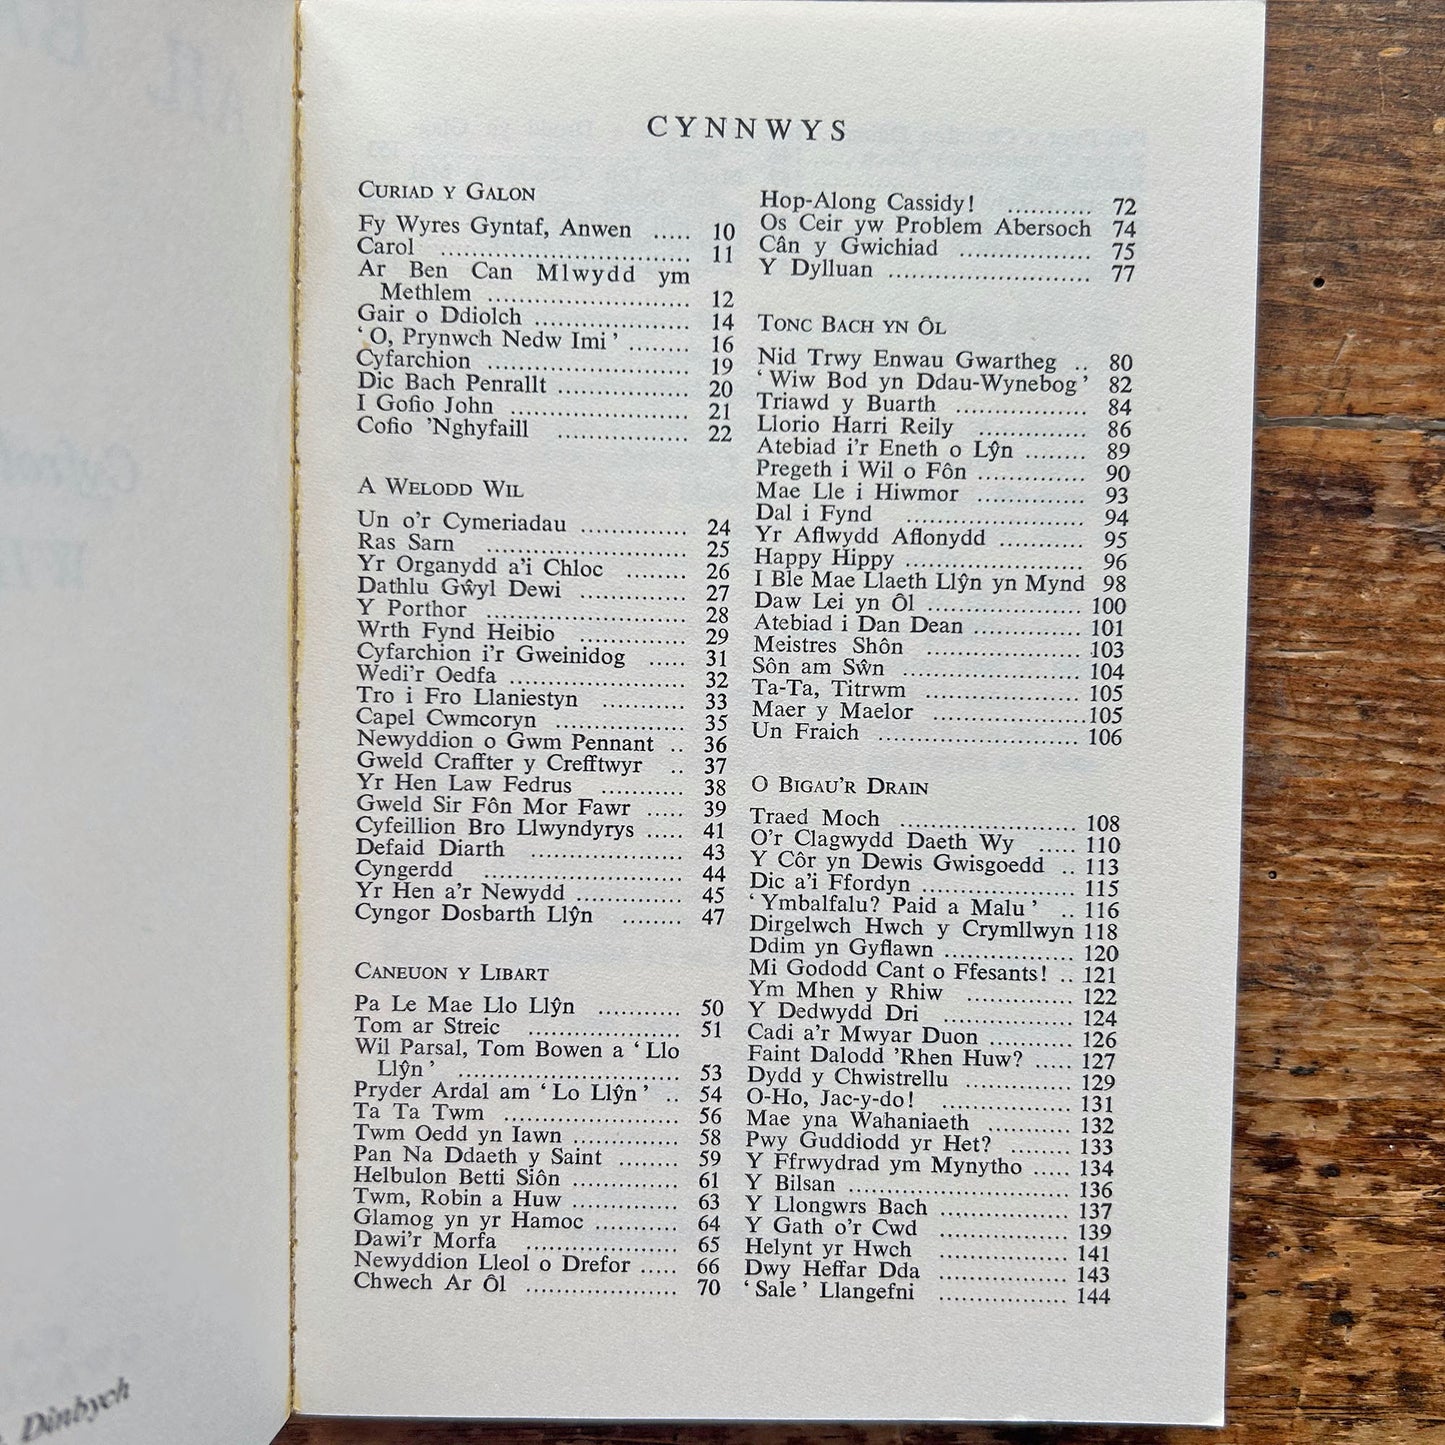 CYNNWYS
CURIAD Y GALON
Fy Wyres Gyntaf, Anwen ..... 10
Carol ................................ 11
Ar Ben Can Mlwydd ym
Methlem .......................... 12
Gair o Ddiolch .................... 14
‘O, Prynwch Nedw Imi’ ........ 16
Cyfarchion .......................... 19
Dic Bach Penrallt ................. 20
I Gofio John ....................... 21
Cofio 'Nghyfaill ................. 22
A WELODD WIL
Un o'r Cymeriadau .............. 24
Ras Sarn .......................... 25
Yr Organydd a'i Chloc ........ 26
Dathlu Gŵyl Dewi .............. 27
Y Porthor .......................... 28
Wrth Fynd Heibio .............. 29
Cyfarchion i'r Gweinidog ..... 31
Wedi'r Oedfa ....................... 32
Tro i Fro Llaniestyn ........... 33
Capel Cwmcoryn ................. 35
Newyddion o Gwm Pennant .. 36
Gweld Craffter y Crefftwyr .. 37
Yr Hen Law Fedrus ........... 38
Gweld Sir Fôn Mor Fawr ..... 39
Cyfeillion Bro Llwyndyrys ..... 41
Defaid Diarth .................... 43
Cyngerdd .......................... 44
Yr Hen a'r Newydd .............. 45
Cyngor Dosbarth Llŷn ........ 47
CANEUON Y LIBART
Pa Le Mae Llo Llŷn ........... 50
Tom ar Streic .................... 51
Wil Parsal, Tom Bowen a ‘Llo
Llŷn’ ............................. 53
Pryder Ardal am ‘Lo Llŷn’ .. 54
Ta Ta Twm ....................... 56
Twm Oedd yn Iawn .............. 58
Pan Na Ddaeth y Saint ........ 59
Helbulon Betti Siôn .............. 61
Twm, Robin a Huw .............. 63
Glamog yn yr Hamoc ........... 64
Dawi'r Morfa .................... 65
Newyddion Lleol o Drefor ..... 66
Chwech Ar Ôl .................... 70
Hop-Along Cassidy! ........... 72
Os Ceir yw Problem Abersoch 74
Cân y Gwichiad ................. 75
Y Dylluan .......................... 77
TONC BACH YN ÔL
Nid Trwy Enwau Gwartheg .. 80
‘Wiw Bod yn Ddau-Wynebog’ 82
Triawd y Buarth ................. 84
Llorio Harri Reily .............. 86
Atebiad i'r Eneth o Lŷn ........ 89
Pregeth i Wil o Fôn .............. 90
Mae Lle i Hiwmor .............. 93
Dal i Fynd ....................... 94
Yr Aflwydd Aflonydd ........... 95
Happy Hippy ....................... 96
I Ble Mae Llaeth Llŷn yn Mynd 98
Daw Lei yn Ôl .................... 100
Atebiad i Dan Dean .............. 101
Meistres Shôn .................... 103
Sôn am Sŵn ....................... 104
Ta-Ta, Titrwm .................... 105
Maer y Maelor ....................105
Un Fraich .......................... 106
O BIGAU'R DRAIN
Traed Moch ....................... 108
O'r Clagwydd Daeth Wy ..... 110
Y Côr yn Dewis Gwisgoedd .. 113
Dic a'i Ffordyn .................... 115
‘Ymbalfalu? Paid a Malu’ .. 116
Dirgelwch Hwch y Crymllwyn 118
Ddim yn Gyflawn ................. 120
Mi Gododd Cant o Ffesants! .. 121
Ym Mhen y Rhiw .............. 122
Y Dedwydd Dri ................. 124
Cadi a'r Mwyar Duon ........... 126
Faint Dalodd 'Rhen Huw? ..... 127
Dydd y Chwistrellu .............. 129
O-Ho, Jac-y-do! ................. 131
Mae yna Wahaniaeth ........... 132
Pwy Guddiodd yr Het? ........ 133
Y Ffrwydrad ym Mynytho ..... 134
Y Bilsan ............................. 136
Y Llongwrs Bach ................. 137
Y Gath o'r Cwd ................. 139
Helynt yr Hwch ................. 141
Dwy Heffar Dda ................. 143
‘Sale’ Llangefni ................. 144
Dinbych